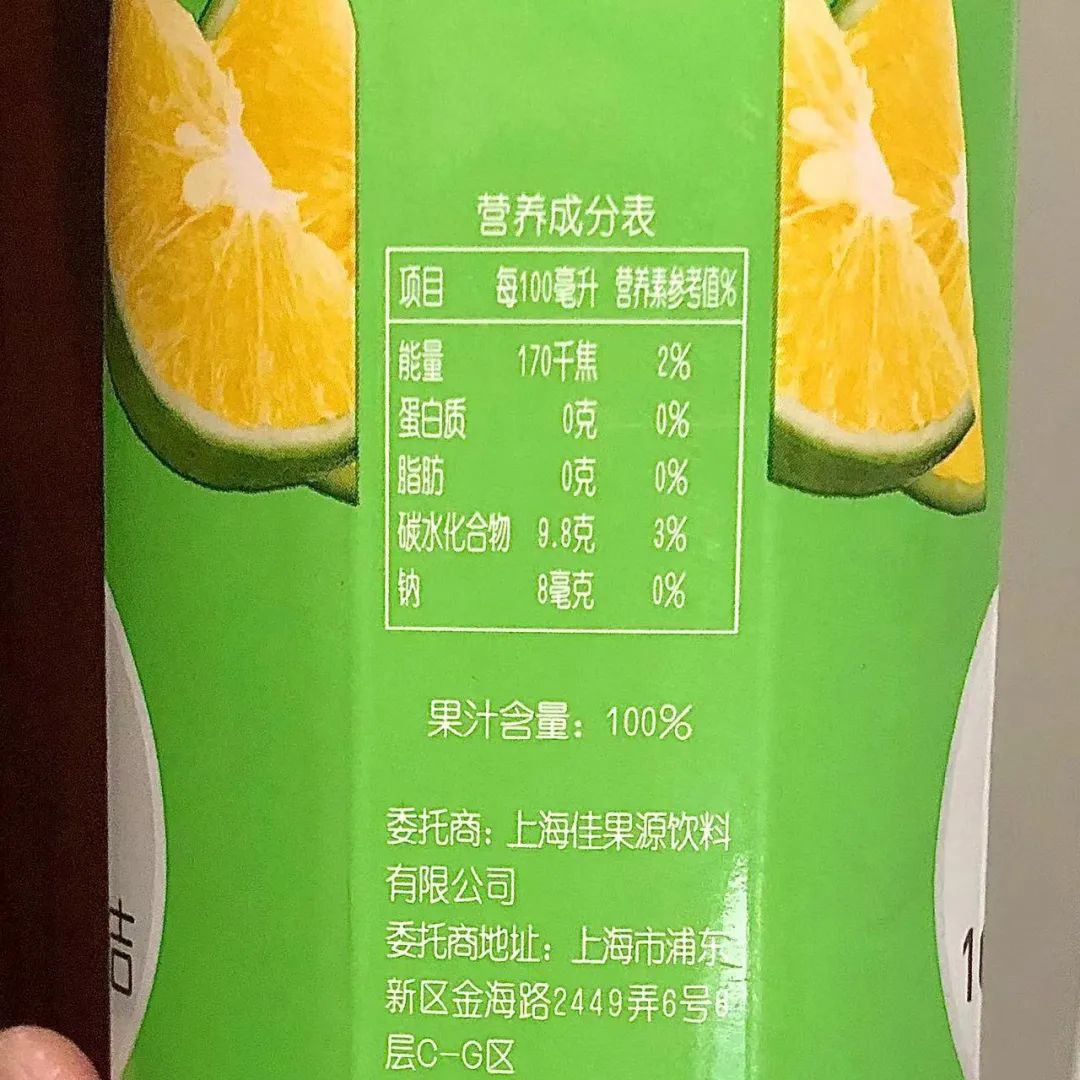 营养成分表
项目 每100毫升 营养素参考值%
能量 170千焦 2%
蛋白质 0克 0%
脂肪 0克 0%
碳水化合物 9.8克 3%
钠 8毫克 0%
果汁含量：100%
委托商：上海佳果源饮料
有限公司
委托商地址：上海市浦东
新区金海路2449弄6号6
层C-G区